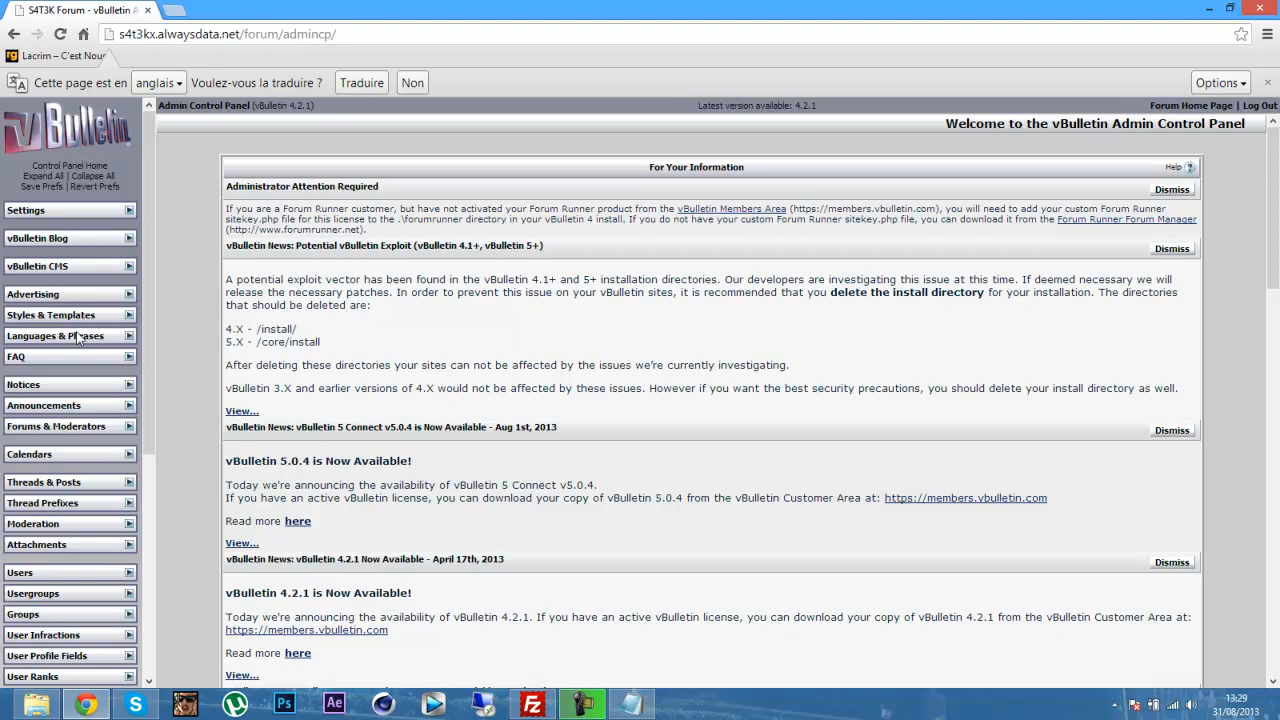 S4T3K Forum - vBulletin A
s4t3kx.alwaysdata.net/forum/admincp/
rg Lacrim – C'est Nou
Cette page est en anglais Voulez-vous la traduire ? Traduire Non Options
vBulletin
Control Panel Home
Expand All | Collapse All
Save Prefs | Revert Prefs
Settings
vBulletin Blog
vBulletin CMS
Advertising
Styles & Templates
Languages & Phrases
FAQ
Notices
Announcements
Forums & Moderators
Calendars
Threads & Posts
Thread Prefixes
Moderation
Attachments
Users
Usergroups
Groups
User Infractions
User Profile Fields
User Ranks
Admin Control Panel (vBulletin 4.2.1) Latest version available: 4.2.1 Forum Home Page | Log Out
Welcome to the vBulletin Admin Control Panel
For Your Information Help ?
Administrator Attention Required Dismiss
If you are a Forum Runner customer, but have not activated your Forum Runner product from the vBulletin Members Area (https://members.vbulletin.com), you will need to add your custom Forum Runner
sitekey.php file for this license to the .\forumrunner directory in your vBulletin 4 install. If you do not have your custom Forum Runner sitekey.php file, you can download it from the Forum Runner Forum Manager
(http://www.forumrunner.net).
vBulletin News: Potential vBulletin Exploit (vBulletin 4.1+, vBulletin 5+) Dismiss
A potential exploit vector has been found in the vBulletin 4.1+ and 5+ installation directories. Our developers are investigating this issue at this time. If deemed necessary we will
release the necessary patches. In order to prevent this issue on your vBulletin sites, it is recommended that you delete the install directory for your installation. The directories
that should be deleted are:
4.X - /install/
5.X - /core/install
After deleting these directories your sites can not be affected by the issues we're currently investigating.
vBulletin 3.X and earlier versions of 4.X would not be affected by these issues. However if you want the best security precautions, you should delete your install directory as well.
View...
vBulletin News: vBulletin 5 Connect v5.0.4 is Now Available - Aug 1st, 2013 Dismiss
vBulletin 5.0.4 is Now Available!
Today we're announcing the availability of vBulletin 5 Connect v5.0.4.
If you have an active vBulletin license, you can download your copy of vBulletin 5.0.4 from the vBulletin Customer Area at: https://members.vbulletin.com
Read more here
View...
vBulletin News: vBulletin 4.2.1 Now Available - April 17th, 2013 Dismiss
vBulletin 4.2.1 is Now Available!
Today we're announcing the availability of vBulletin 4.2.1. If you have an active vBulletin license, you can download your copy of vBulletin 4.2.1 from the vBulletin Customer Area at:
https://members.vbulletin.com
Read more here
View...
Ps Ae Fz
13:29
31/08/2013